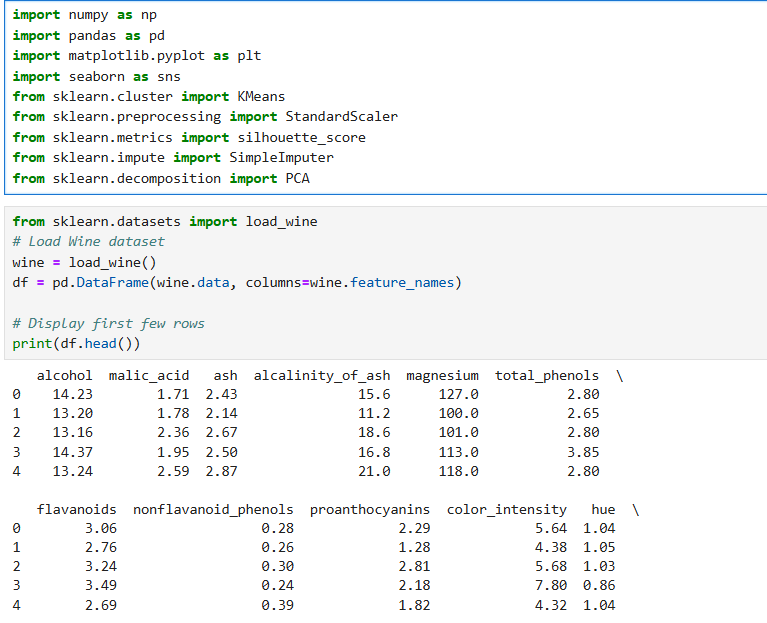 import numpy as np
import pandas as pd
import matplotlib.pyplot as plt
import seaborn as sns
from sklearn.cluster import KMeans
from sklearn.preprocessing import StandardScaler
from sklearn.metrics import silhouette_score
from sklearn.impute import SimpleImputer
from sklearn.decomposition import PCA
from sklearn.datasets import load_wine
# Load Wine dataset
wine = load_wine()
df = pd.DataFrame(wine.data, columns=wine.feature_names)
# Display first few rows
print(df.head())
   alcohol  malic_acid   ash  alcalinity_of_ash  magnesium  total_phenols  \
0    14.23        1.71  2.43               15.6      127.0           2.80
1    13.20        1.78  2.14               11.2      100.0           2.65
2    13.16        2.36  2.67               18.6      101.0           2.80
3    14.37        1.95  2.50               16.8      113.0           3.85
4    13.24        2.59  2.87               21.0      118.0           2.80
   flavanoids  nonflavanoid_phenols  proanthocyanins  color_intensity   hue  \
0        3.06                  0.28             2.29             5.64  1.04
1        2.76                  0.26             1.28             4.38  1.05
2        3.24                  0.30             2.81             5.68  1.03
3        3.49                  0.24             2.18             7.80  0.86
4        2.69                  0.39             1.82             4.32  1.04